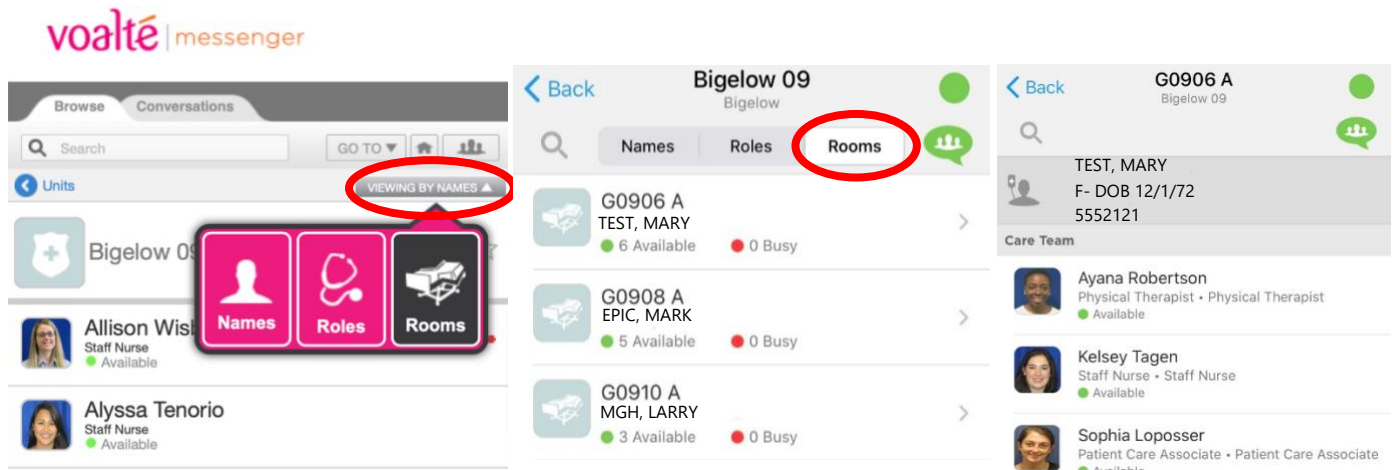 voalté | messenger
Browse Conversations
Search GO TO ▼
Units VIEWING BY NAMES ▲
Bigelow 09
Names Roles Rooms
Allison
Staff Nurse
Available
Alyssa Tenorio
Staff Nurse
Available
Back Bigelow 09
Bigelow
Names Roles Rooms
G0906 A
TEST, MARY
6 Available 0 Busy
G0908 A
EPIC, MARK
5 Available 0 Busy
G0910 A
MGH, LARRY
3 Available 0 Busy
Back G0906 A
Bigelow 09
TEST, MARY
F- DOB 12/1/72
5552121
Care Team
Ayana Robertson
Physical Therapist • Physical Therapist
Available
Kelsey Tagen
Staff Nurse • Staff Nurse
Available
Sophia Loposser
Patient Care Associate • Patient Care Associate
Available